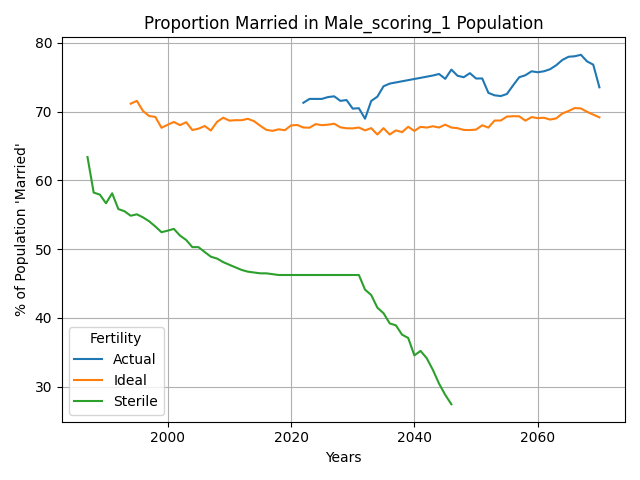 Proportion Married in Male_scoring_1 Population
% of Population 'Married'
80
70
60
50
40
30
Fertility
Actual
Ideal
Sterile
2000
2020
2040
2060
Years